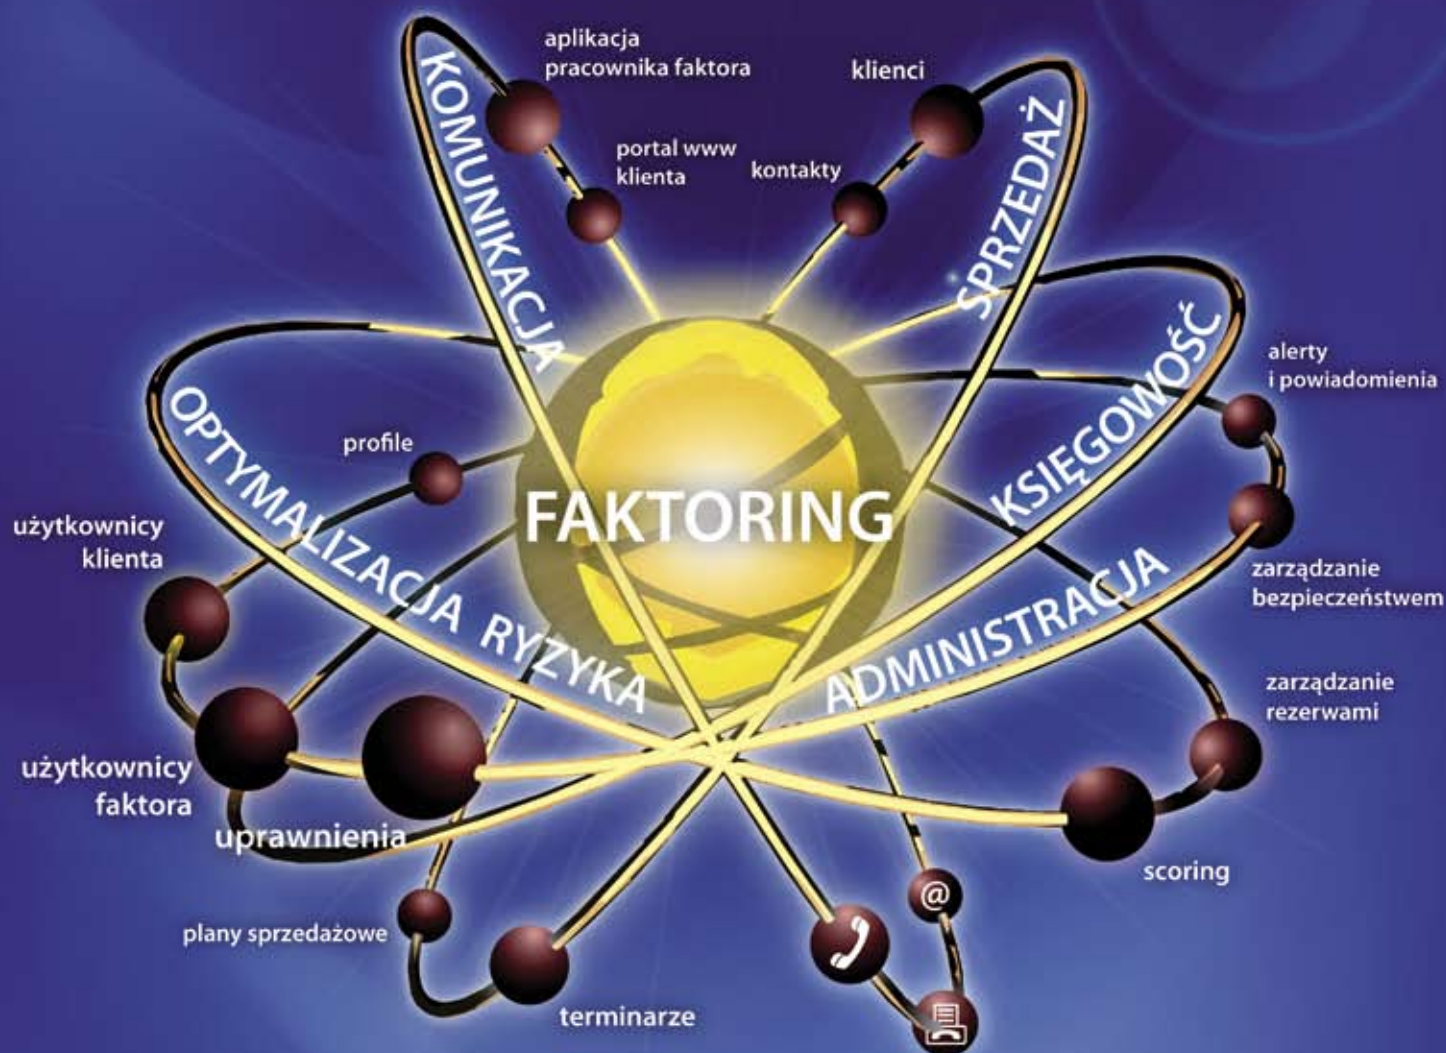 aplikacja
pracownika faktora
klienci
portal www
klienta
kontakty
KOMUNIKACJA
SPRZEDAŻ
KSIĘGOWOŚĆ
alerty
i powiadomienia
OPTYMALIZACJA RYZYKA
profile
FAKTORING
użytkownicy
klienta
ADMINISTRACJA
zarządzanie
bezpieczeństwem
zarządzanie
rezerwami
użytkownicy
faktora
uprawnienia
scoring
@
plany sprzedażowe
terminarze